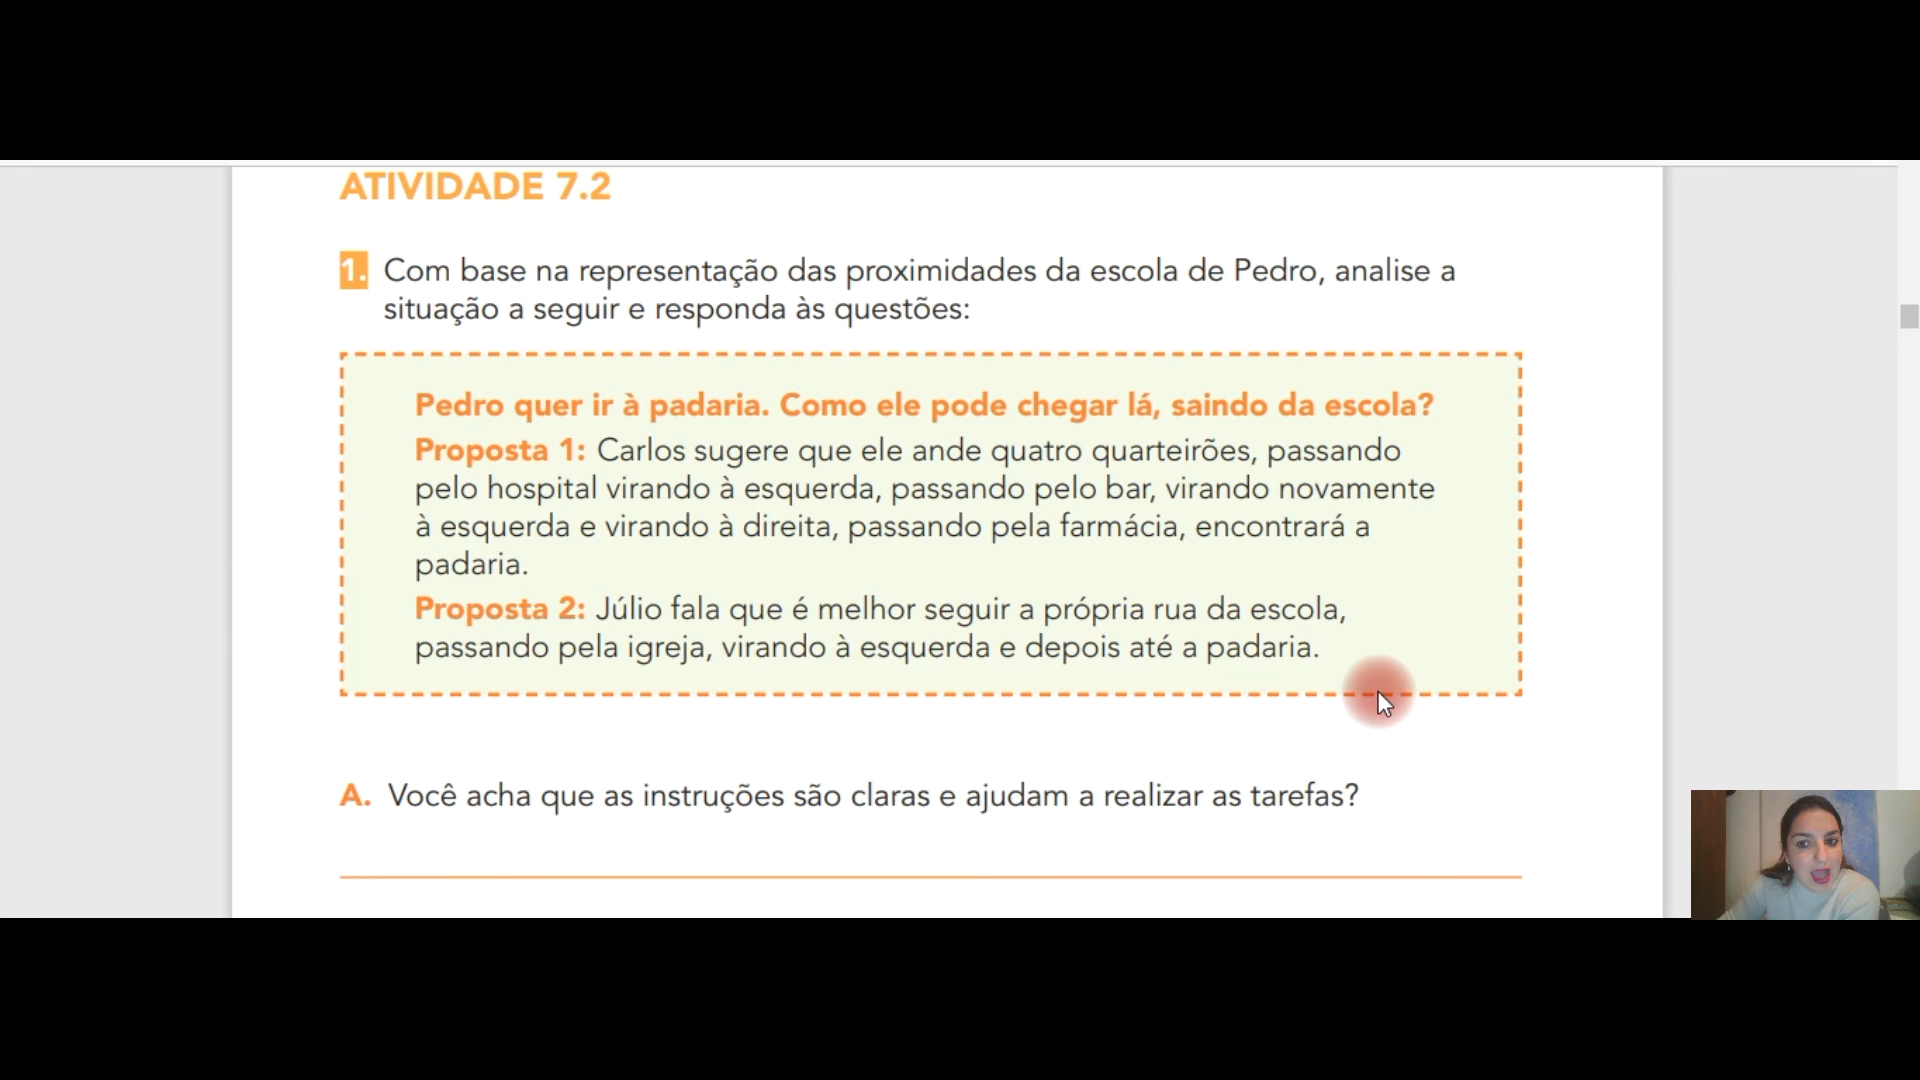 ATIVIDADE 7.2
1. Com base na representação das proximidades da escola de Pedro, analise a
situação a seguir e responda às questões:
Pedro quer ir à padaria. Como ele pode chegar lá, saindo da escola?
Proposta 1: Carlos sugere que ele ande quatro quarteirões, passando
pelo hospital virando à esquerda, passando pelo bar, virando novamente
à esquerda e virando à direita, passando pela farmácia, encontrará a
padaria.
Proposta 2: Júlio fala que é melhor seguir a própria rua da escola,
passando pela igreja, virando à esquerda e depois até a padaria.
A. Você acha que as instruções são claras e ajudam a realizar as tarefas?